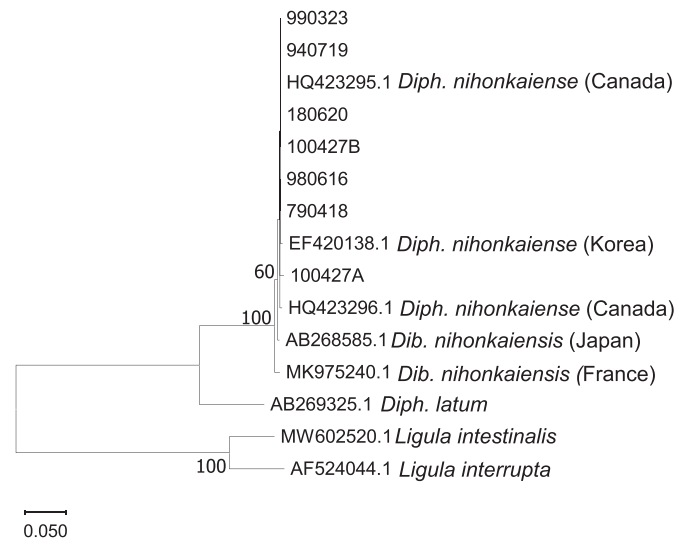 990323
940719
HQ423295.1 Diph. nihonkaiense (Canada)
180620
100427B
980616
790418
EF420138.1 Diph. nihonkaiense (Korea)
60
100427A
HQ423296.1 Diph. nihonkaiense (Canada)
100
AB268585.1 Dib. nihonkaiensis (Japan)
MK975240.1 Dib. nihonkaiensis (France)
AB269325.1 Diph. latum
MW602520.1 Ligula intestinalis
100
AF524044.1 Ligula interrupta
0.050